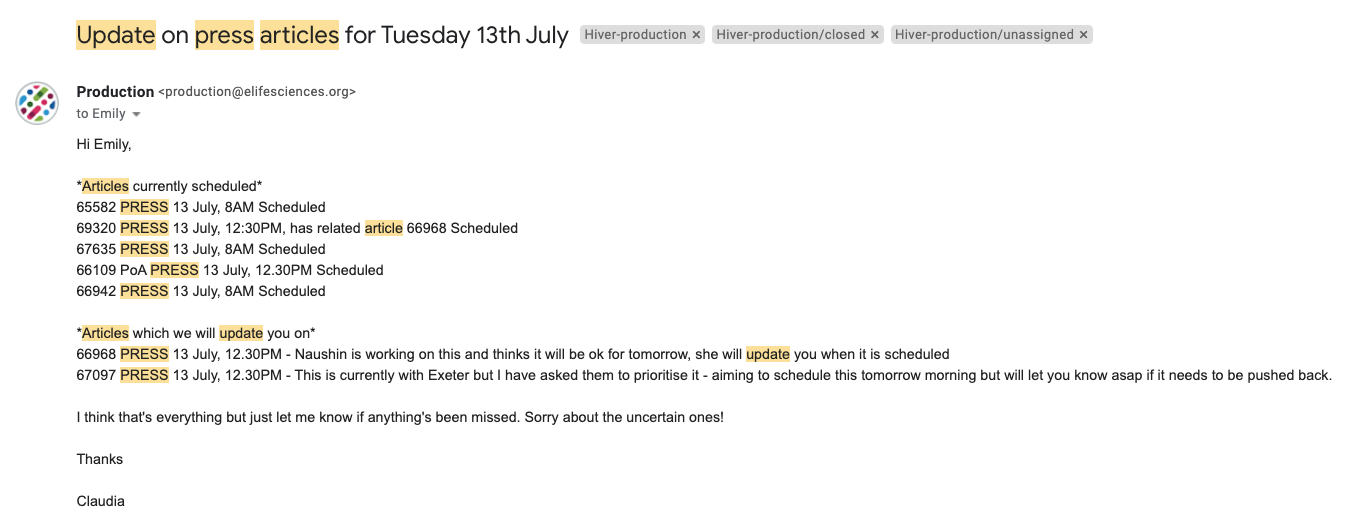 Update on press articles for Tuesday 13th July Hiver-production × Hiver-production/closed × Hiver-production/unassigned ×
Production <production@elifesciences.org>
to Emily
Hi Emily,
*Articles currently scheduled*
65582 PRESS 13 July, 8AM Scheduled
69320 PRESS 13 July, 12:30PM, has related article 66968 Scheduled
67635 PRESS 13 July, 8AM Scheduled
66109 PoA PRESS 13 July, 12.30PM Scheduled
66942 PRESS 13 July, 8AM Scheduled
*Articles which we will update you on*
66968 PRESS 13 July, 12.30PM - Naushin is working on this and thinks it will be ok for tomorrow, she will update you when it is scheduled
67097 PRESS 13 July, 12.30PM - This is currently with Exeter but I have asked them to prioritise it - aiming to schedule this tomorrow morning but will let you know asap if it needs to be pushed back.
I think that's everything but just let me know if anything's been missed. Sorry about the uncertain ones!
Thanks
Claudia